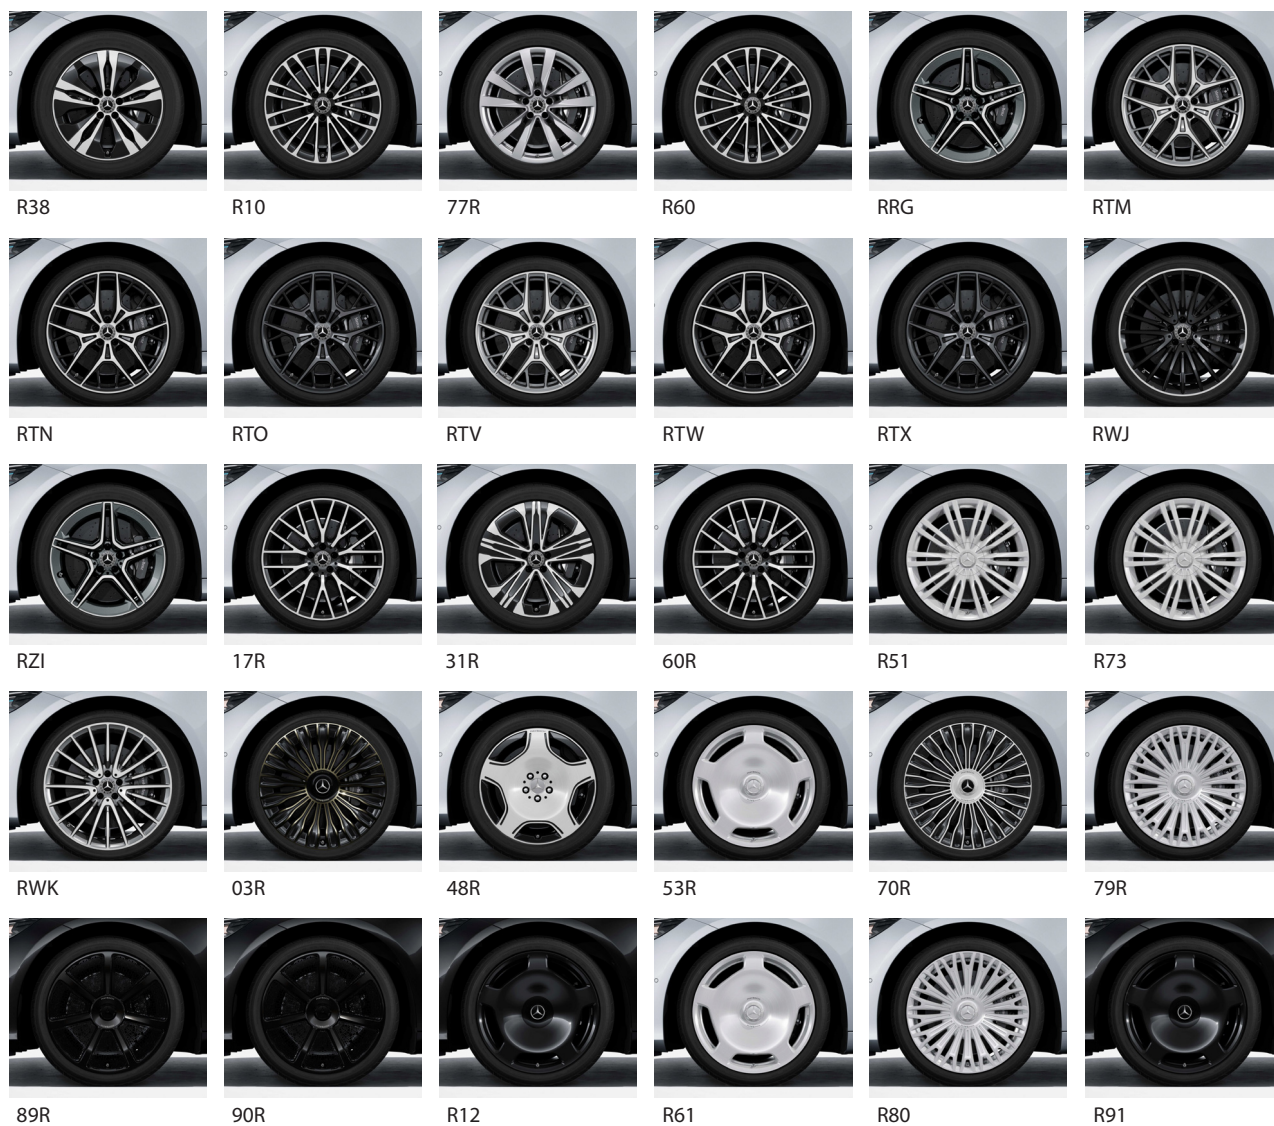 R38 R10 77R R60 RRG RTM
RTN RTO RTV RTW RTX RWJ
RZI 17R 31R 60R R51 R73
RWK 03R 48R 53R 70R 79R
89R 90R R12 R61 R80 R91